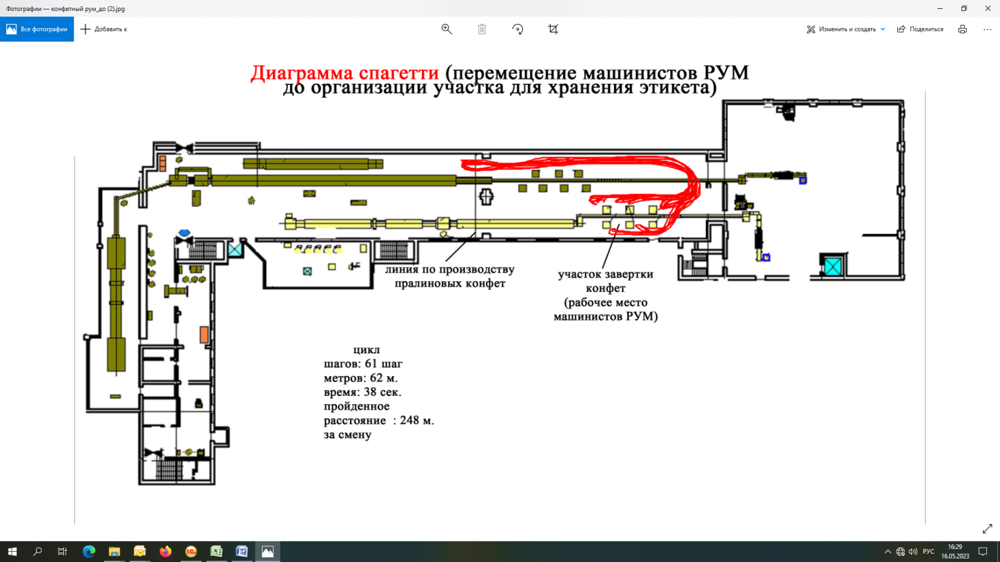 Фотографии — конфетный рум_до (2).jpg
Все фотографии
Добавить к
Изменить и создать
Поделиться
Диаграмма спагетти (перемещение машинистов РУМ
до организации участка для хранения этикета)
линия по производству
пралиновых конфет
участок завертки
конфет
(рабочее место
машинистов РУМ)
цикл
шагов: 61 шаг
метров: 62 м.
время: 38 сек.
пройденное
расстояние : 248 м.
за смену
РУС
16:29
16.05.2023